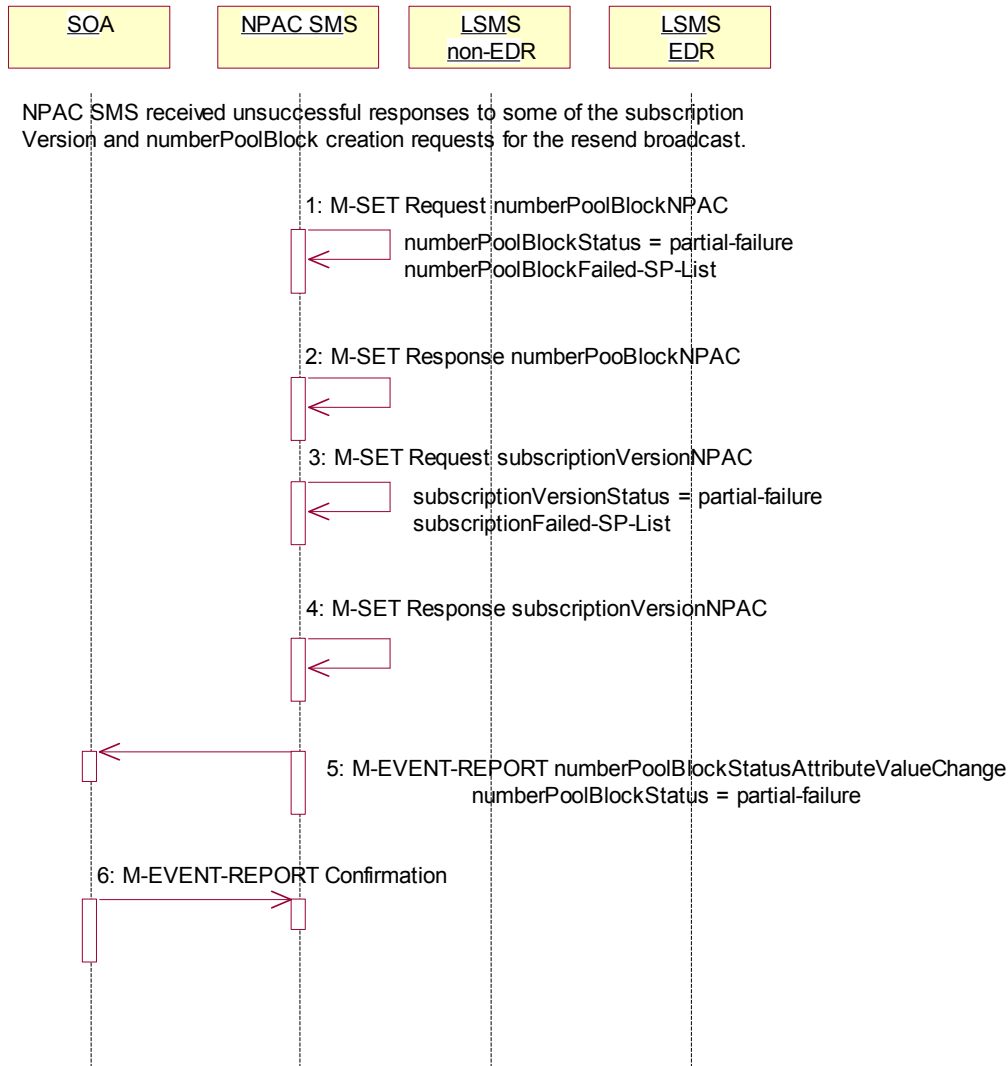 SOA
NPAC SMS
LSMS
non-EDR
LSMS
EDR
NPAC SMS received unsuccessful responses to some of the subscription
Version and numberPoolBlock creation requests for the resend broadcast.
1: M-SET Request numberPoolBlockNPAC
numberPoolBlockStatus = partial-failure
numberPoolBlockFailed-SP-List
2: M-SET Response numberPooBlockNPAC
3: M-SET Request subscriptionVersionNPAC
subscriptionVersionStatus = partial-failure
subscriptionFailed-SP-List
4: M-SET Response subscriptionVersionNPAC
5: M-EVENT-REPORT numberPoolBlockStatusAttributeValueChange
numberPoolBlockStatus = partial-failure
6: M-EVENT-REPORT Confirmation